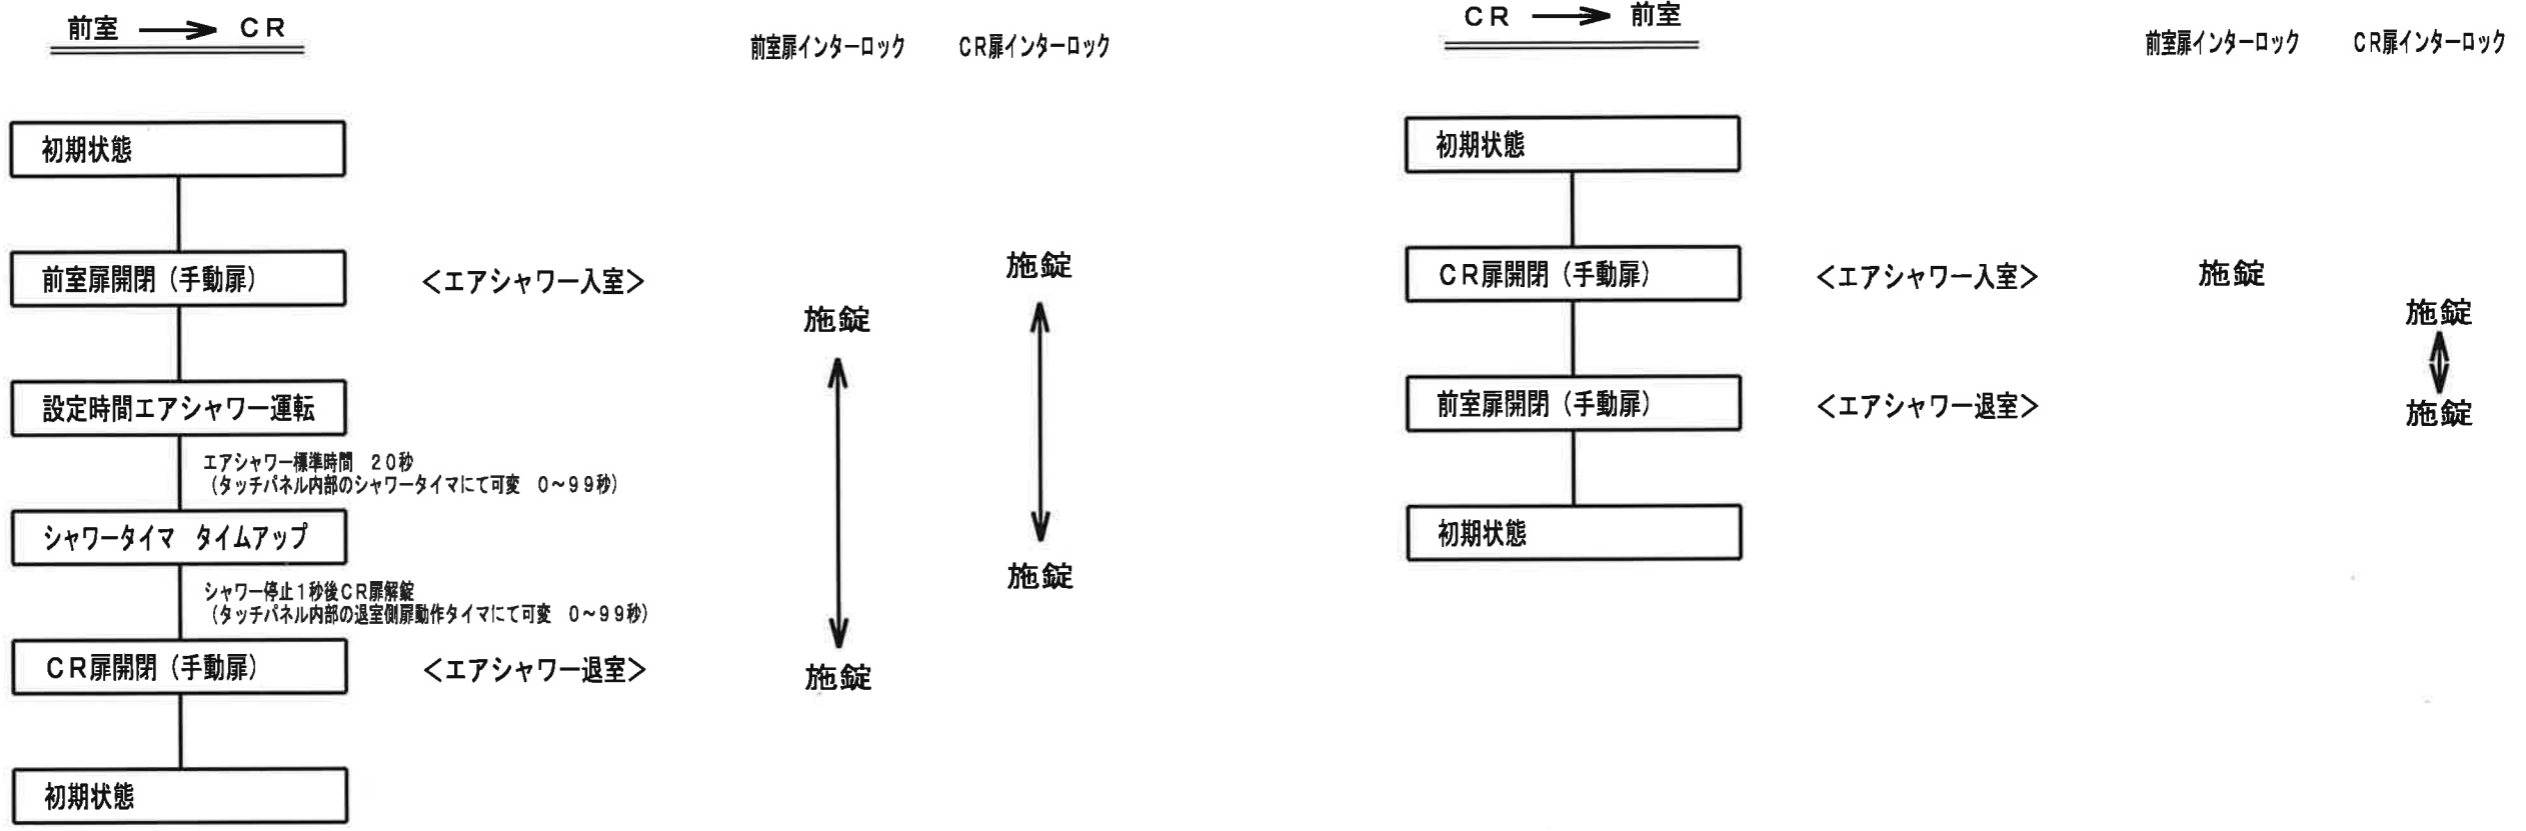 前室 → CR
前室扉インターロック CR扉インターロック
初期状態
前室扉開閉（手動扉） ＜エアシャワー入室＞ 施錠
施錠
設定時間エアシャワー運転
エアシャワー標準時間 20秒
（タッチパネル内部のシャワータイマにて可変 0～99秒）
シャワータイマ タイムアップ
施錠
シャワー停止1秒後CR扉解錠
（タッチパネル内部の退室側扉動作タイマにて可変 0～99秒）
CR扉開閉（手動扉） ＜エアシャワー退室＞ 施錠
初期状態
CR → 前室
前室扉インターロック CR扉インターロック
初期状態
CR扉開閉（手動扉） ＜エアシャワー入室＞ 施錠
施錠
前室扉開閉（手動扉） ＜エアシャワー退室＞ 施錠
初期状態